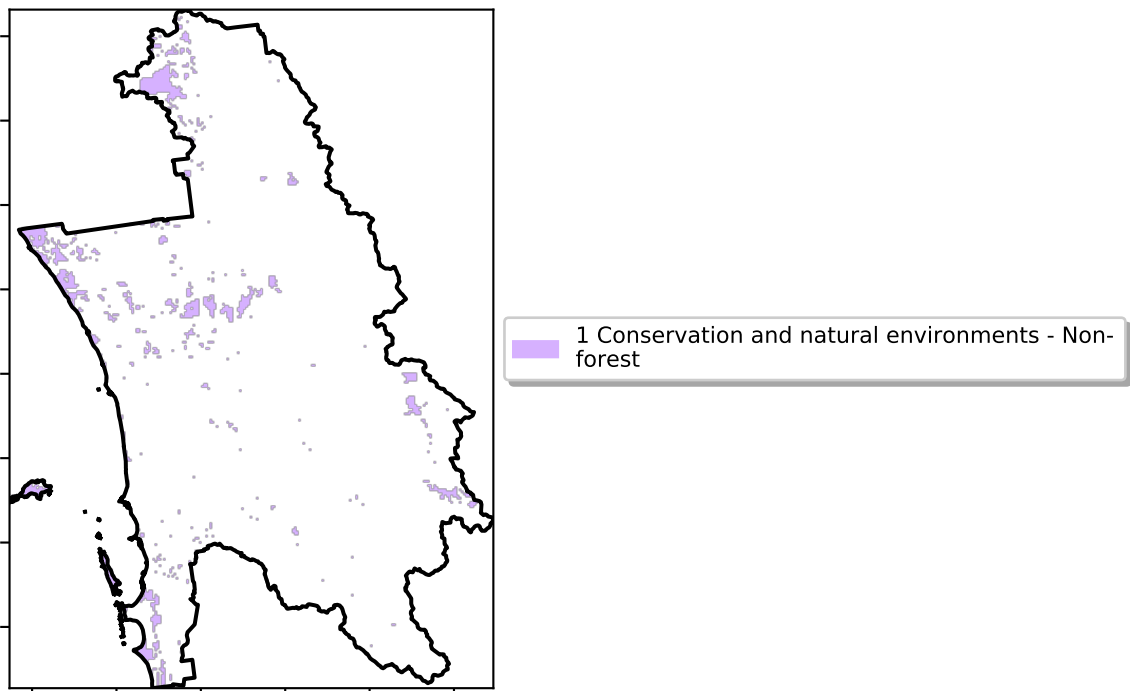 1 Conservation and natural environments - Non-
forest